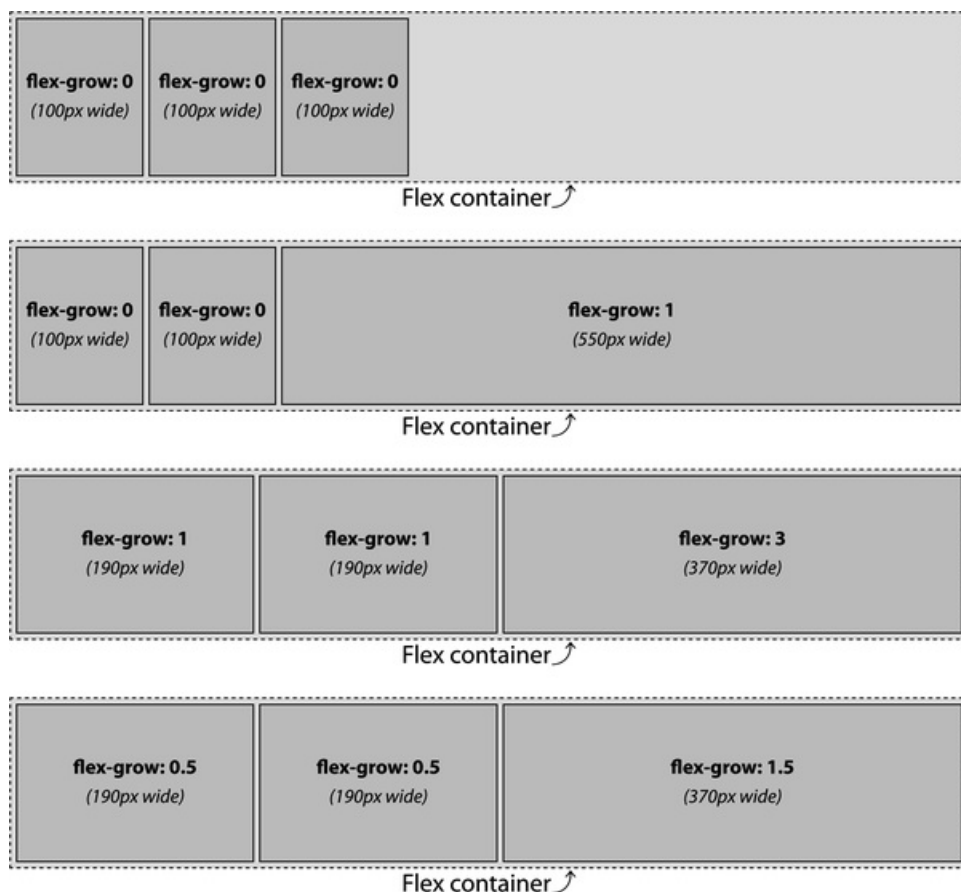 flex-grow: 0 flex-grow: 0 flex-grow: 0
(100px wide) (100px wide) (100px wide)
Flex container
flex-grow: 0 flex-grow: 0 flex-grow: 1
(100px wide) (100px wide) (550px wide)
Flex container
flex-grow: 1 flex-grow: 1 flex-grow: 3
(190px wide) (190px wide) (370px wide)
Flex container
flex-grow: 0.5 flex-grow: 0.5 flex-grow: 1.5
(190px wide) (190px wide) (370px wide)
Flex container